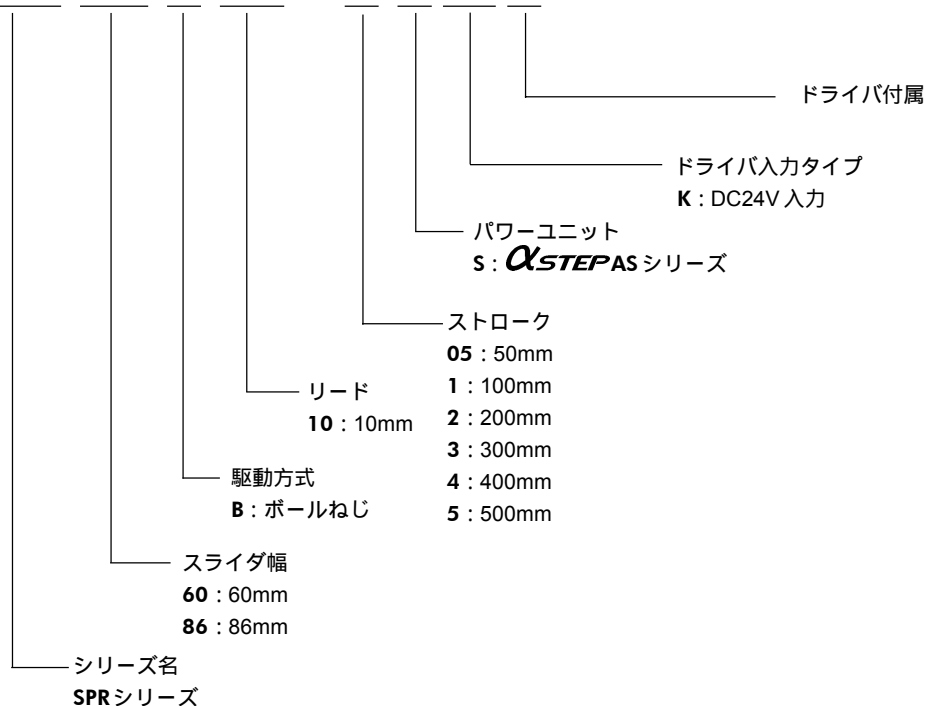 ドライバ付属
ドライバ入力タイプ
K : DC24V 入力
パワーユニット
S : αSTEP AS シリーズ
ストローク
05 : 50mm
1 : 100mm
2 : 200mm
3 : 300mm
4 : 400mm
5 : 500mm
リード
10 : 10mm
駆動方式
B : ボールねじ
スライダ幅
60 : 60mm
86 : 86mm
シリーズ名
SPRシリーズ